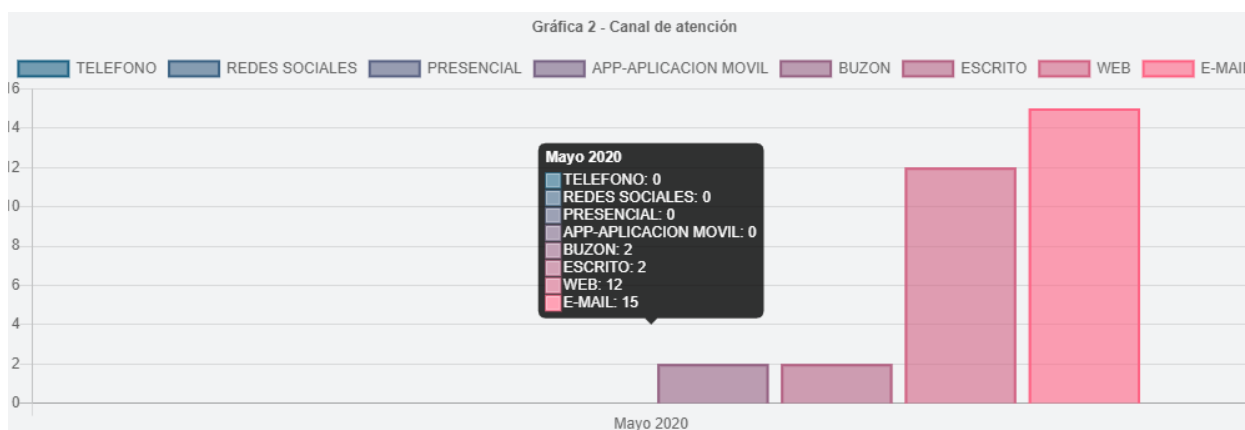 Gráfica 2 - Canal de atención
TELEFONO REDES SOCIALES PRESENCIAL APP-APLICACION MOVIL BUZON ESCRITO WEB E-MAIL
16
14
12
10
8
6
4
2
0
Mayo 2020
TELEFONO: 0
REDES SOCIALES: 0
PRESENCIAL: 0
APP-APLICACION MOVIL: 0
BUZON: 2
ESCRITO: 2
WEB: 12
E-MAIL: 15
Mayo 2020